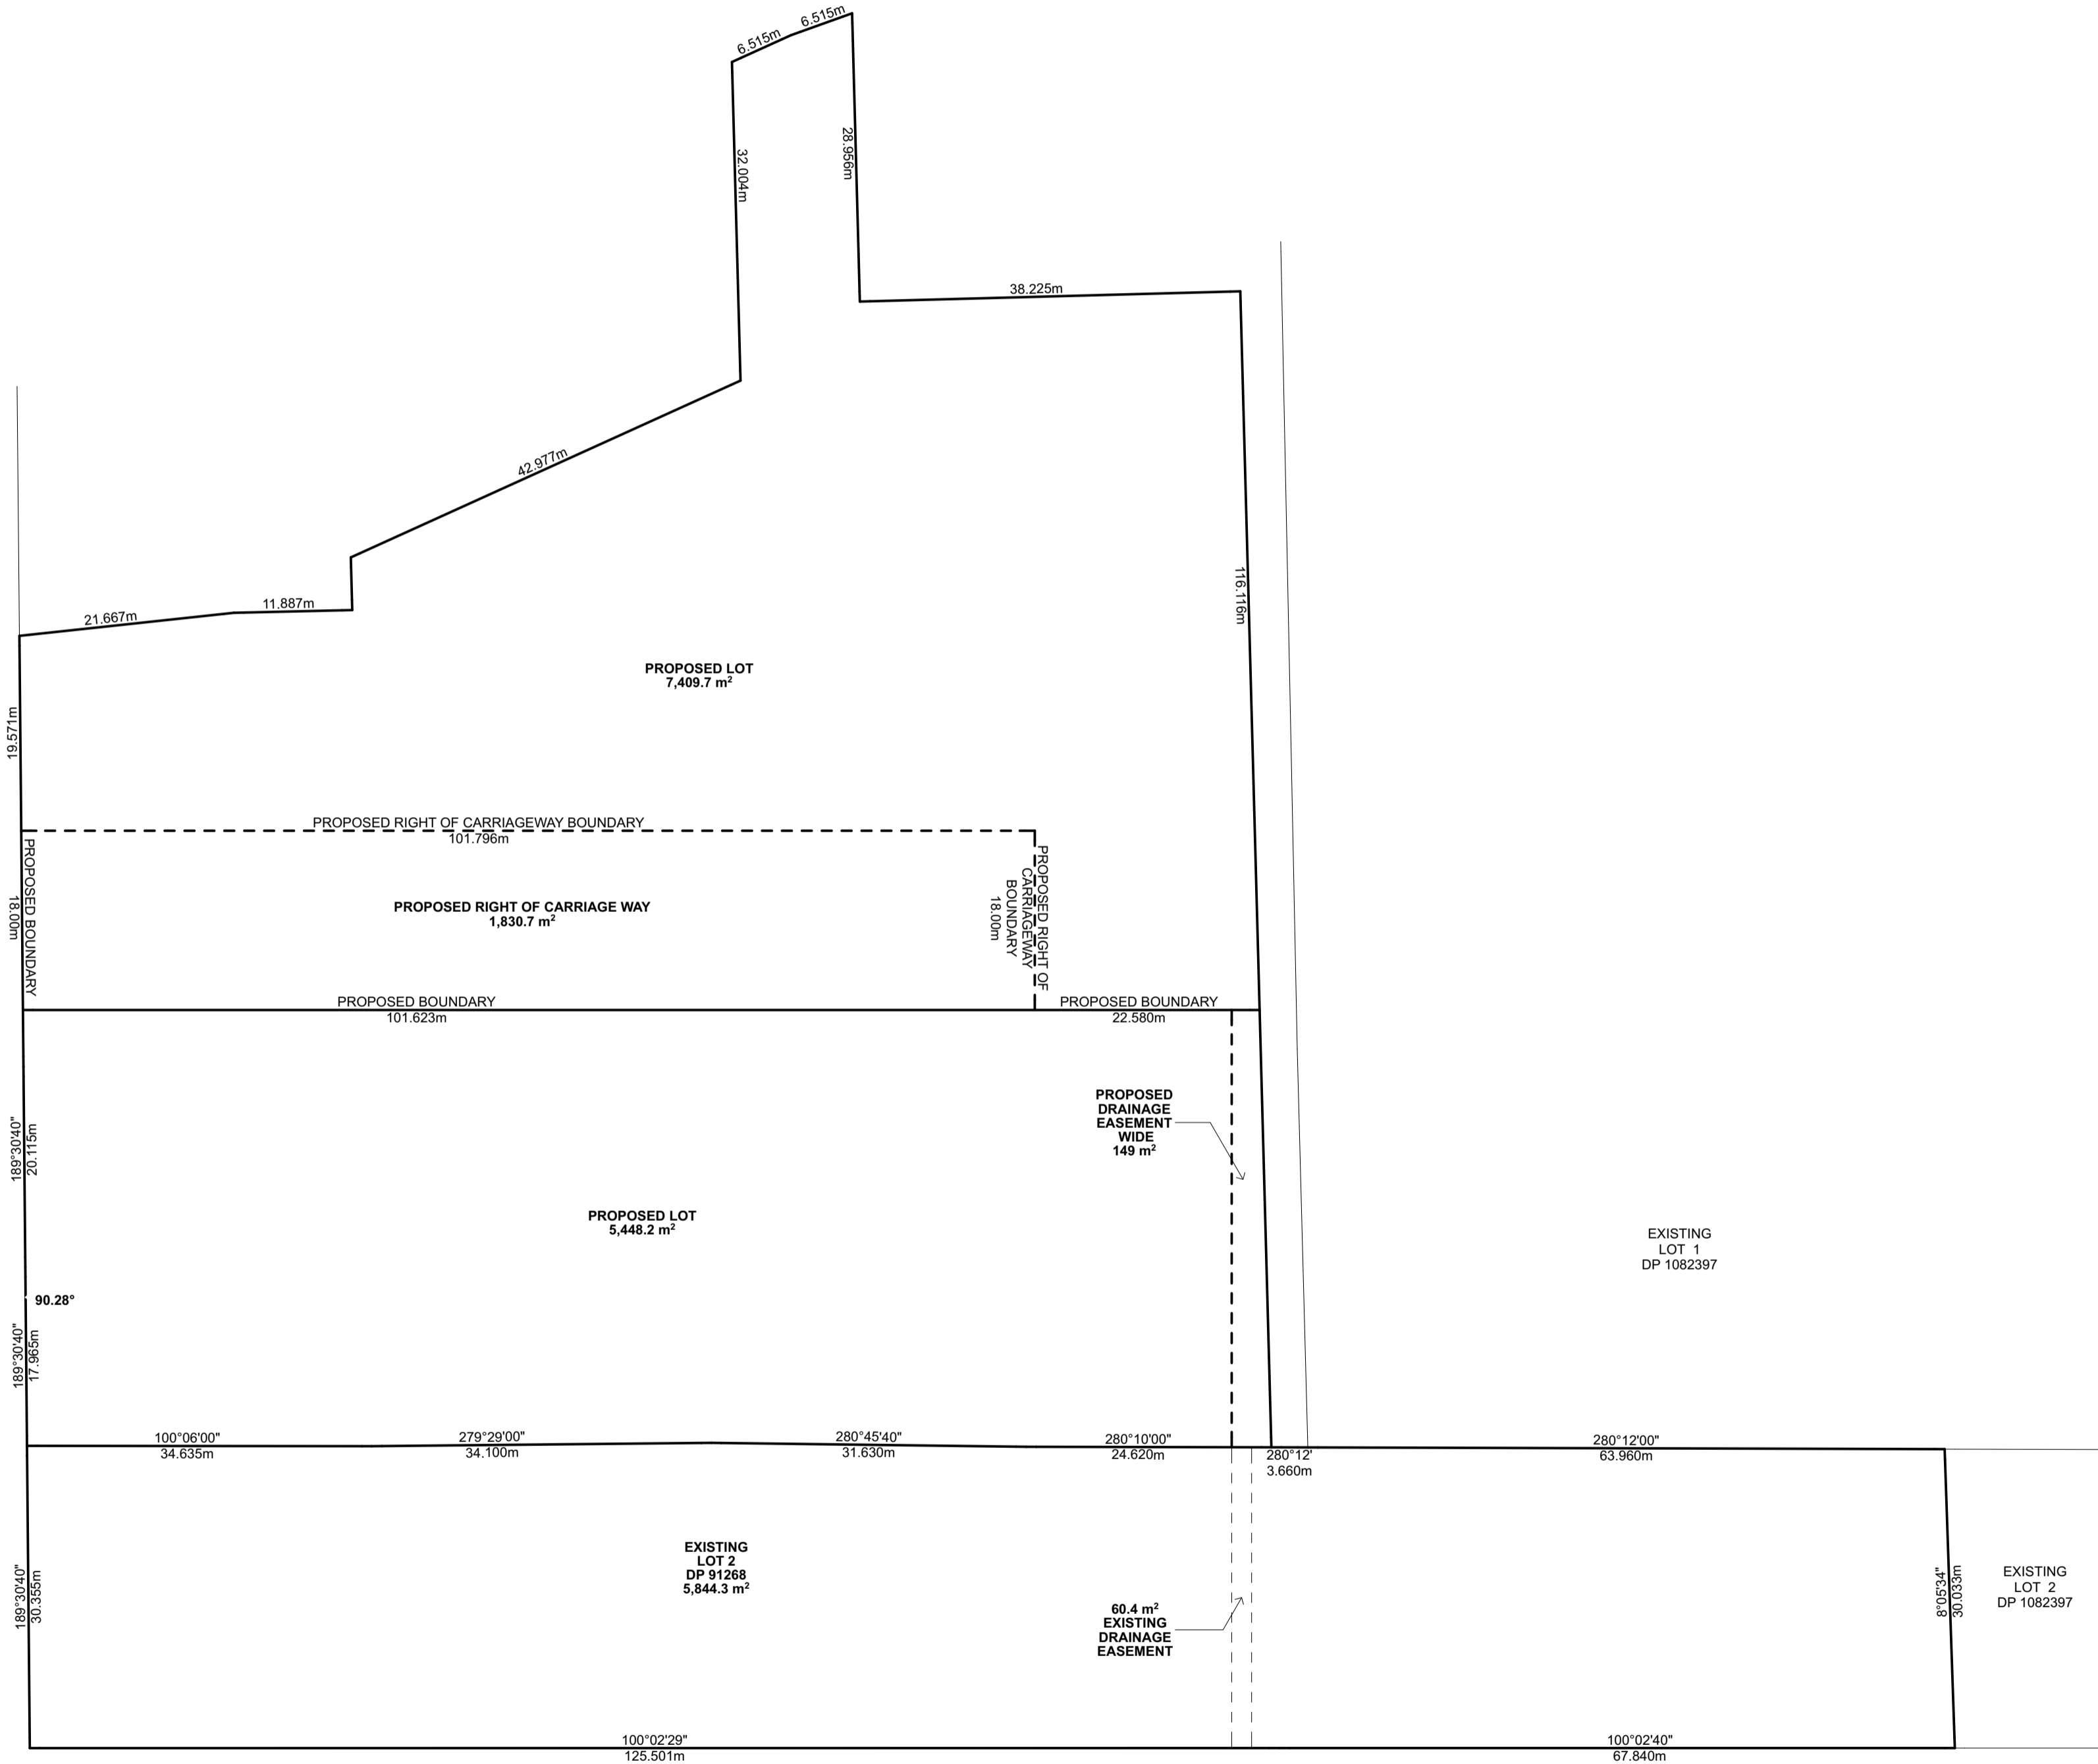 6.515m
6.515m
32.004m
28.956m
38.225m
42.977m
116.116m
21.667m
11.887m
PROPOSED LOT
7,409.7 m²
19.571m
PROPOSED RIGHT OF CARRIAGEWAY BOUNDARY
101.796m
PROPOSED BOUNDARY
18.00m
PROPOSED RIGHT OF CARRIAGE WAY
1,830.7 m²
PROPOSED RIGHT OF
CARRIAGEWAY
BOUNDARY
18.00m
PROPOSED BOUNDARY
101.623m
PROPOSED BOUNDARY
22.580m
PROPOSED
DRAINAGE
EASEMENT
WIDE
149 m²
189°30'40"
20.115m
PROPOSED LOT
5,448.2 m²
EXISTING
LOT 1
DP 1082397
90.28°
189°30'40"
17.965m
100°06'00"
34.635m
279°29'00"
34.100m
280°45'40"
31.630m
280°10'00"
24.620m
280°12'
3.660m
280°12'00"
63.960m
EXISTING
LOT 2
DP 91268
5,844.3 m²
189°30'40"
30.355m
60.4 m²
EXISTING
DRAINAGE
EASEMENT
8°05'34"
30.033m
EXISTING
LOT 2
DP 1082397
100°02'29"
125.501m
100°02'40"
67.840m